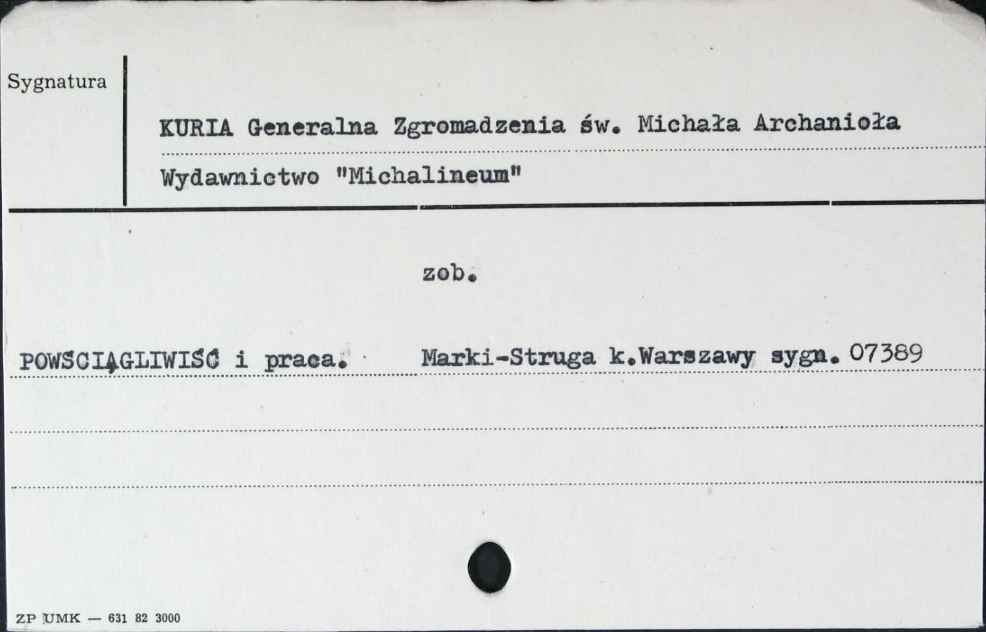 Sygnatura
KURIA Generalna Zgromadzenia św. Michała Archanioła
Wydawnictwo "Michalineum"
zob.
POWŚCIĄGLIWIŚĆ i praca. Marki-Struga k.Warszawy sygn. 07389
ZP UMK — 631 82 3000